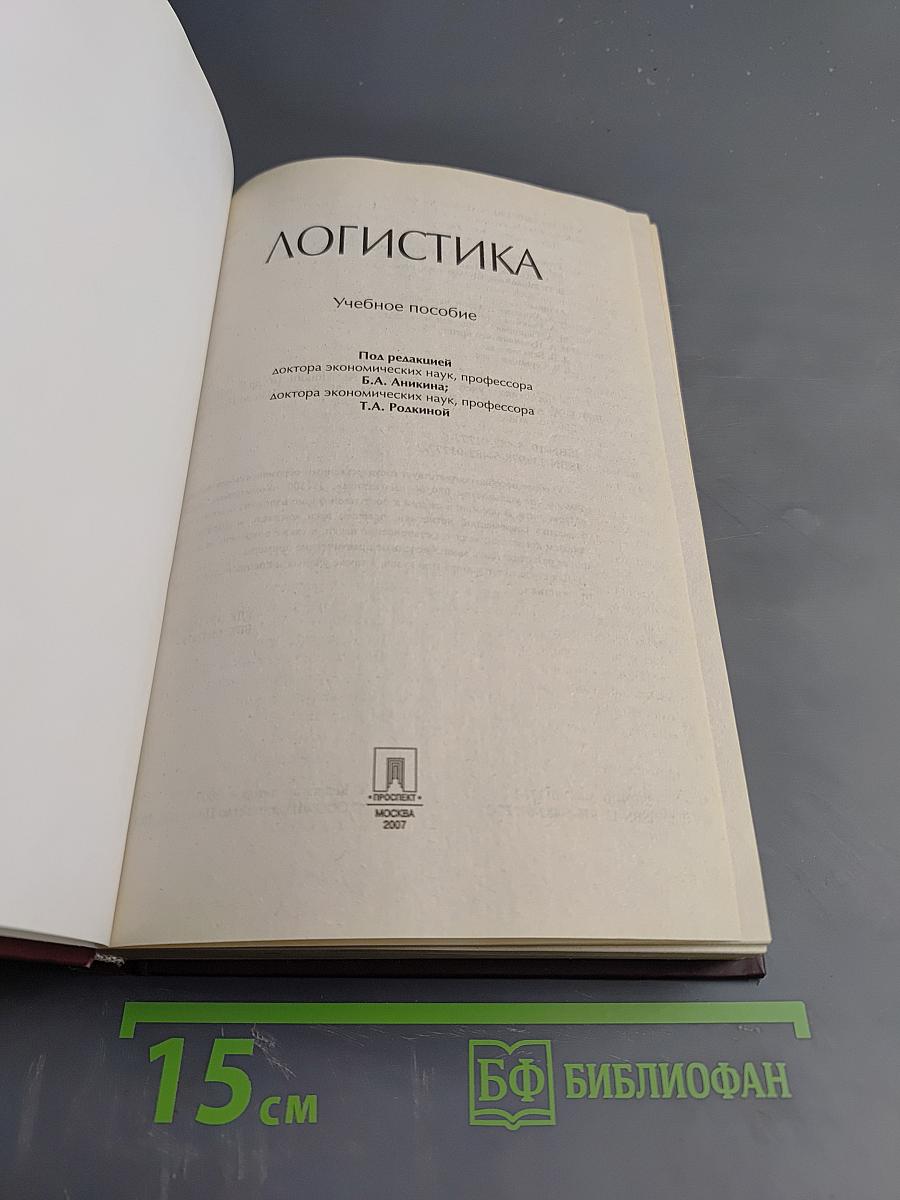 ЛОГИСТИКА
Учебное пособие
Под редакцией
доктора экономических наук, профессора
Б.А. Аникина;
доктора экономических наук, профессора
Т.А. Родкиной
•ПРОСПЕКТ•
МОСКВА
2007
15 см
БФ БИБЛИОФАН